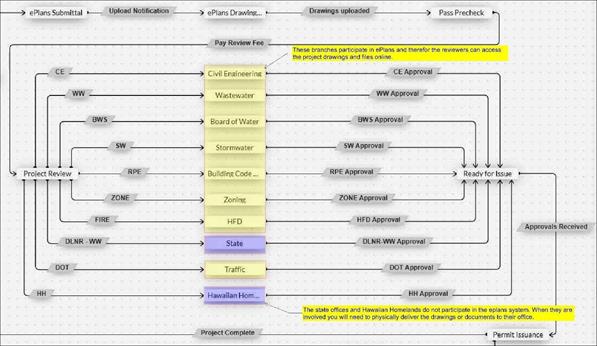 ePlans Submittal
Upload Notification
ePlans Drawing...
Drawings uploaded
Pass Precheck
Pay Review Fee
These branches participate in ePlans and therefor the reviewers can access
the project drawings and files online.
CE
Civil Engineering
CE Approval
WW
Wastewater
WW Approval
BWS
Board of Water
BWS Approval
SW
Stormwater
SW Approval
Project Review
RPE
Building Code ...
RPE Approval
Ready for Issue
ZONE
Zoning
ZONE Approval
FIRE
HFD
HFD Approval
Approvals Received
DLNR - WW
State
DLNR-WW Approval
DOT
Traffic
DOT Approval
HH
Hawaiian Hom...
HH Approval
The state offices and Hawaiian Homelands do not participate in the eplans system. When they are
involved you will need to physically deliver the drawings or documents to their office.
Project Complete
Permit Issuance